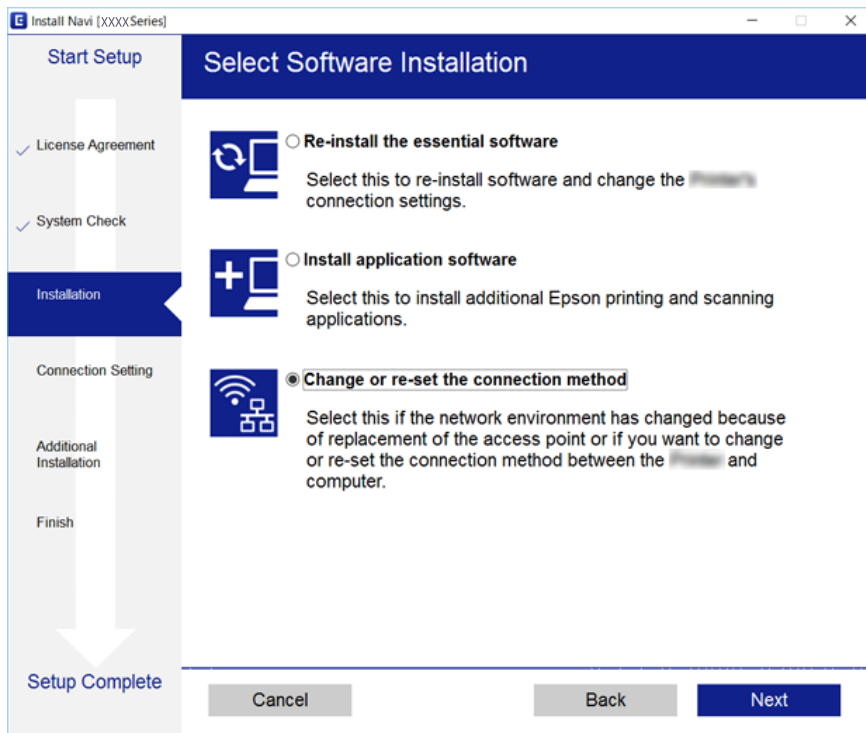 Install Navi [XXXX Series]
Start Setup
License Agreement
System Check
Installation
Connection Setting
Additional
Installation
Finish
Setup Complete
Select Software Installation
Re-install the essential software
Select this to re-install software and change the
connection settings.
Install application software
Select this to install additional Epson printing and scanning
applications.
Change or re-set the connection method
Select this if the network environment has changed because
of replacement of the access point or if you want to change
or re-set the connection method between the and
computer.
Cancel
Back
Next